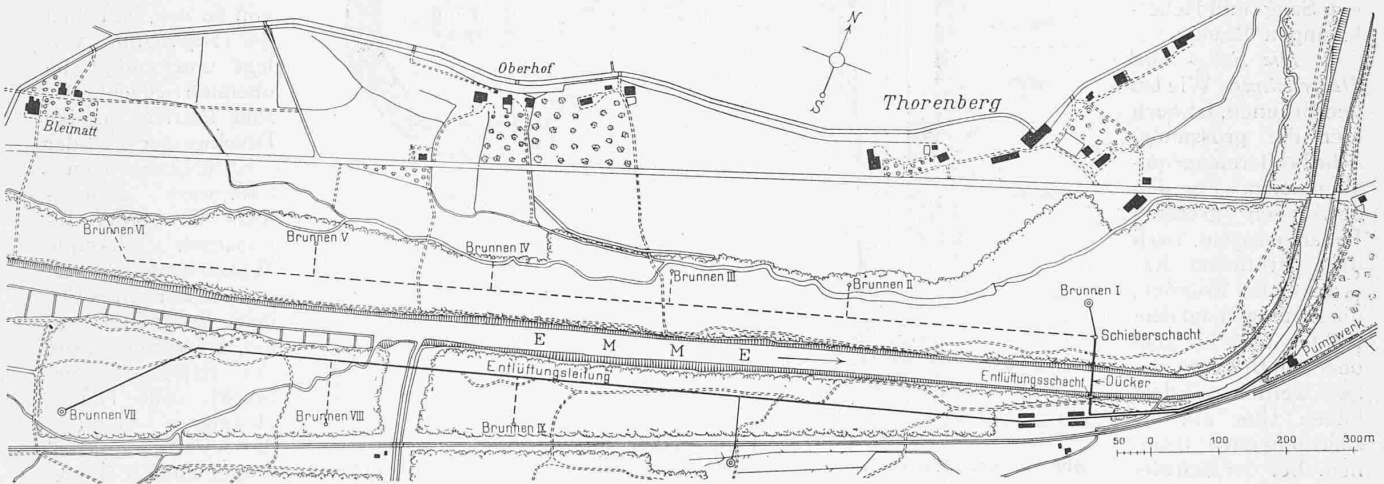 N
S
Oberhof
Thorenberg
Bleimatt
Brunnen VI
Brunnen V
Brunnen IV
Brunnen III
Brunnen II
Brunnen I
Schieberschacht
E M M E
Pumpwerk
Entlüftungsleitung
Entlüftungsschacht
Dücker
Brunnen VII
Brunnen VIII
Brunnen IX
50 0 100 200 300 m